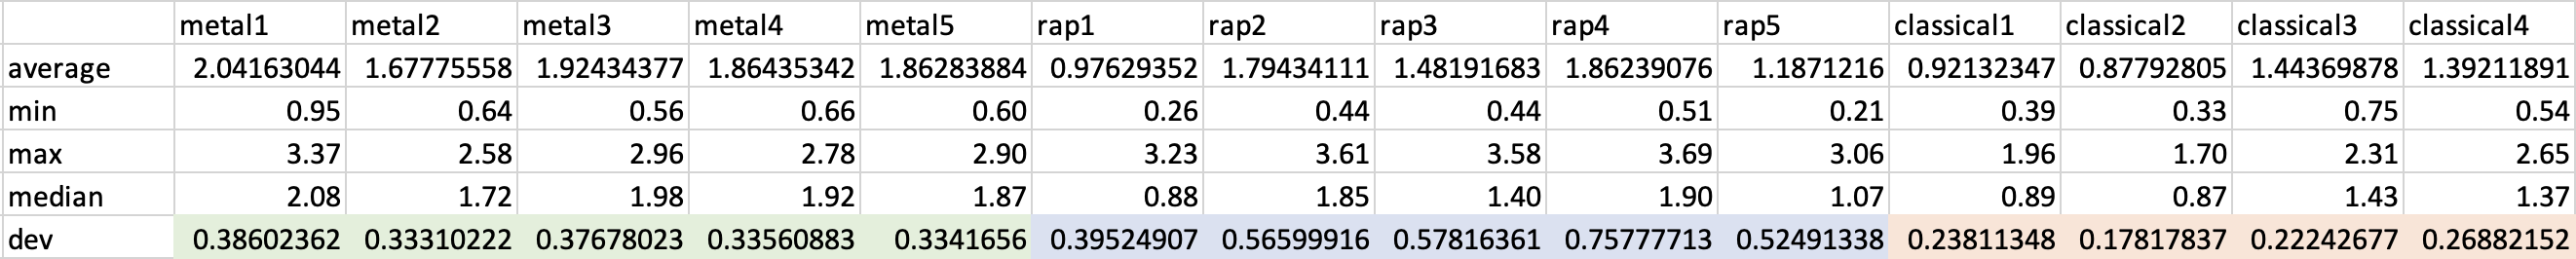 metal1 metal2 metal3 metal4 metal5 rap1 rap2 rap3 rap4 rap5 classical1 classical2 classical3 classical4
average 2.04163044 1.67775558 1.92434377 1.86435342 1.86283884 0.97629352 1.79434111 1.48191683 1.86239076 1.1871216 0.92132347 0.87792805 1.44369878 1.39211891
min 0.95 0.64 0.56 0.66 0.60 0.26 0.44 0.44 0.51 0.21 0.39 0.33 0.75 0.54
max 3.37 2.58 2.96 2.78 2.90 3.23 3.61 3.58 3.69 3.06 1.96 1.70 2.31 2.65
median 2.08 1.72 1.98 1.92 1.87 0.88 1.85 1.40 1.90 1.07 0.89 0.87 1.43 1.37
dev 0.38602362 0.33310222 0.37678023 0.33560883 0.3341656 0.39524907 0.56599916 0.57816361 0.75777713 0.52491338 0.23811348 0.17817837 0.22242677 0.26882152